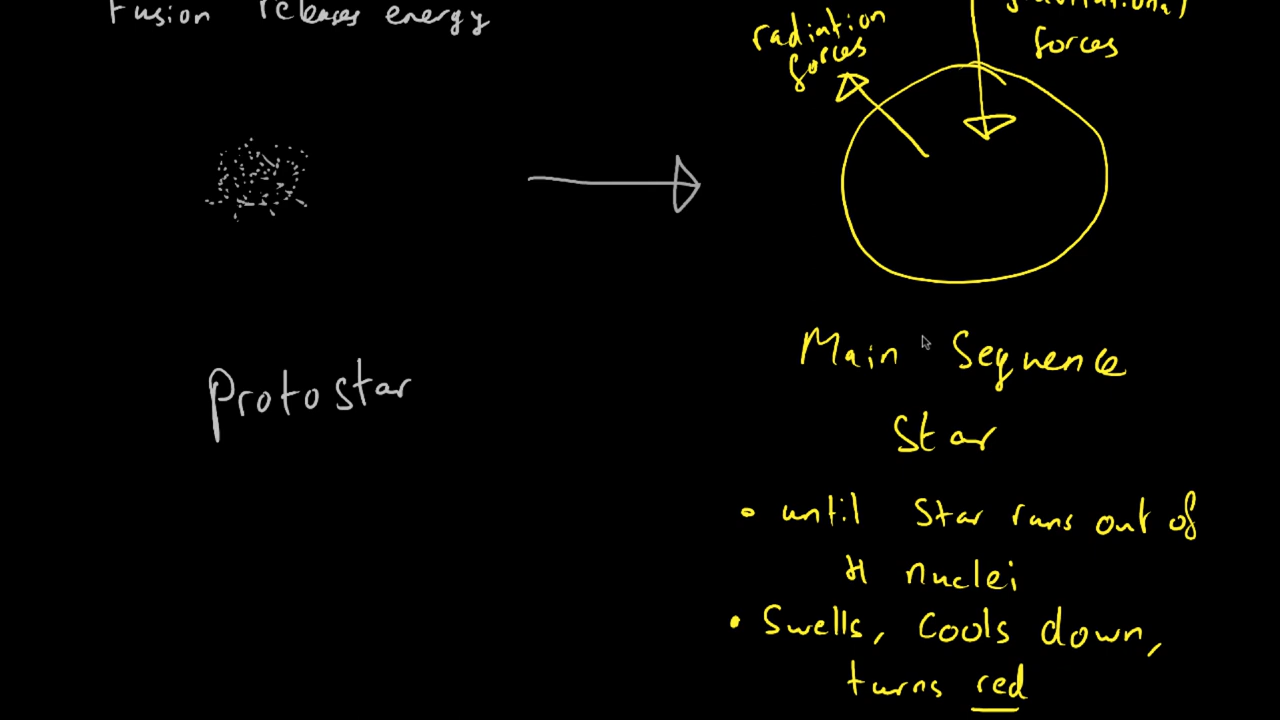 Fusion releases energy
gravitational
radiation
forces
forces
Protostar
Main Sequence
Star
• until Star runs out of
H nuclei
• Swells, Cools down,
turns red